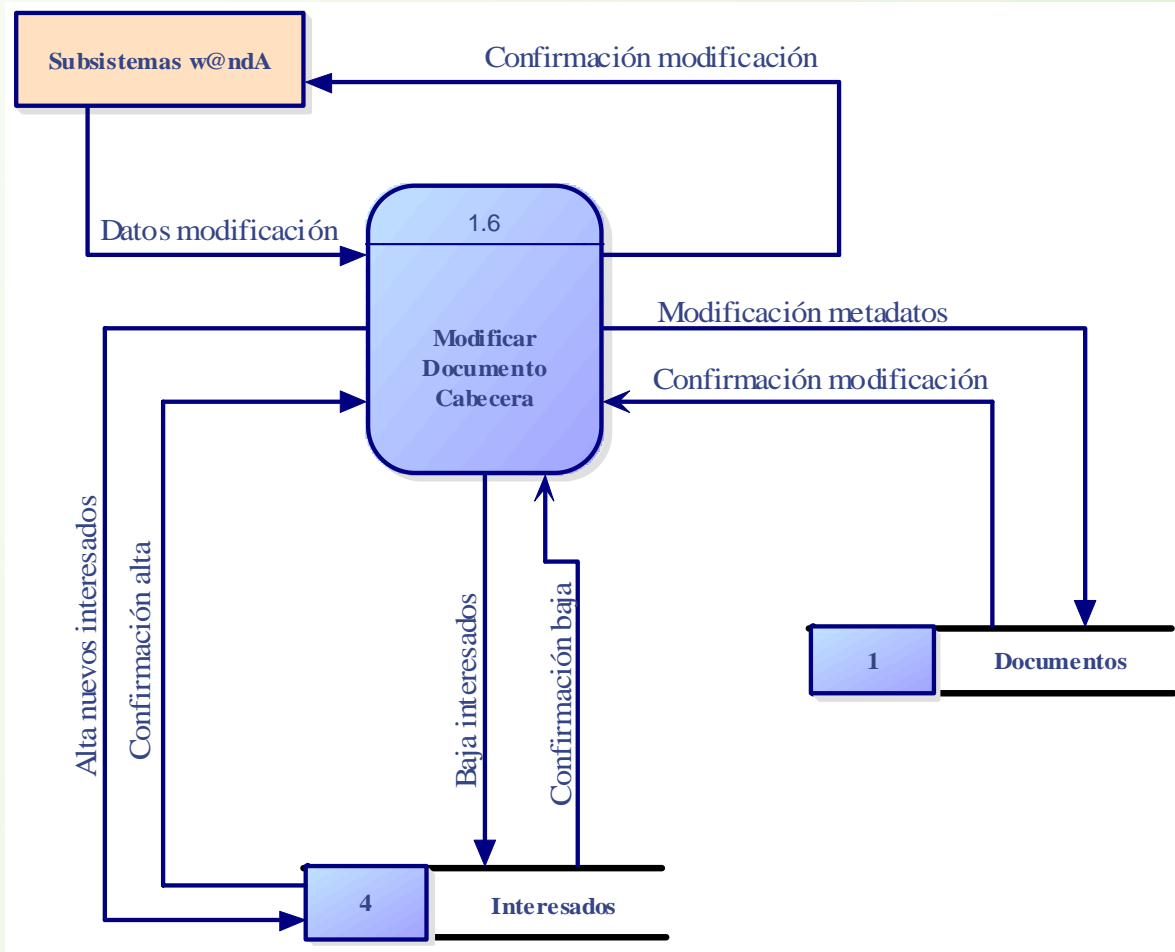 Subsistemas w@ndA
Confirmación modificación
Datos modificación
1.6
Modificar
Documento
Cabecera
Modificación metadatos
Confirmación modificación
Alta nuevos interesados
Confirmación alta
Baja interesados
Confirmación baja
1
Documentos
4
Interesados